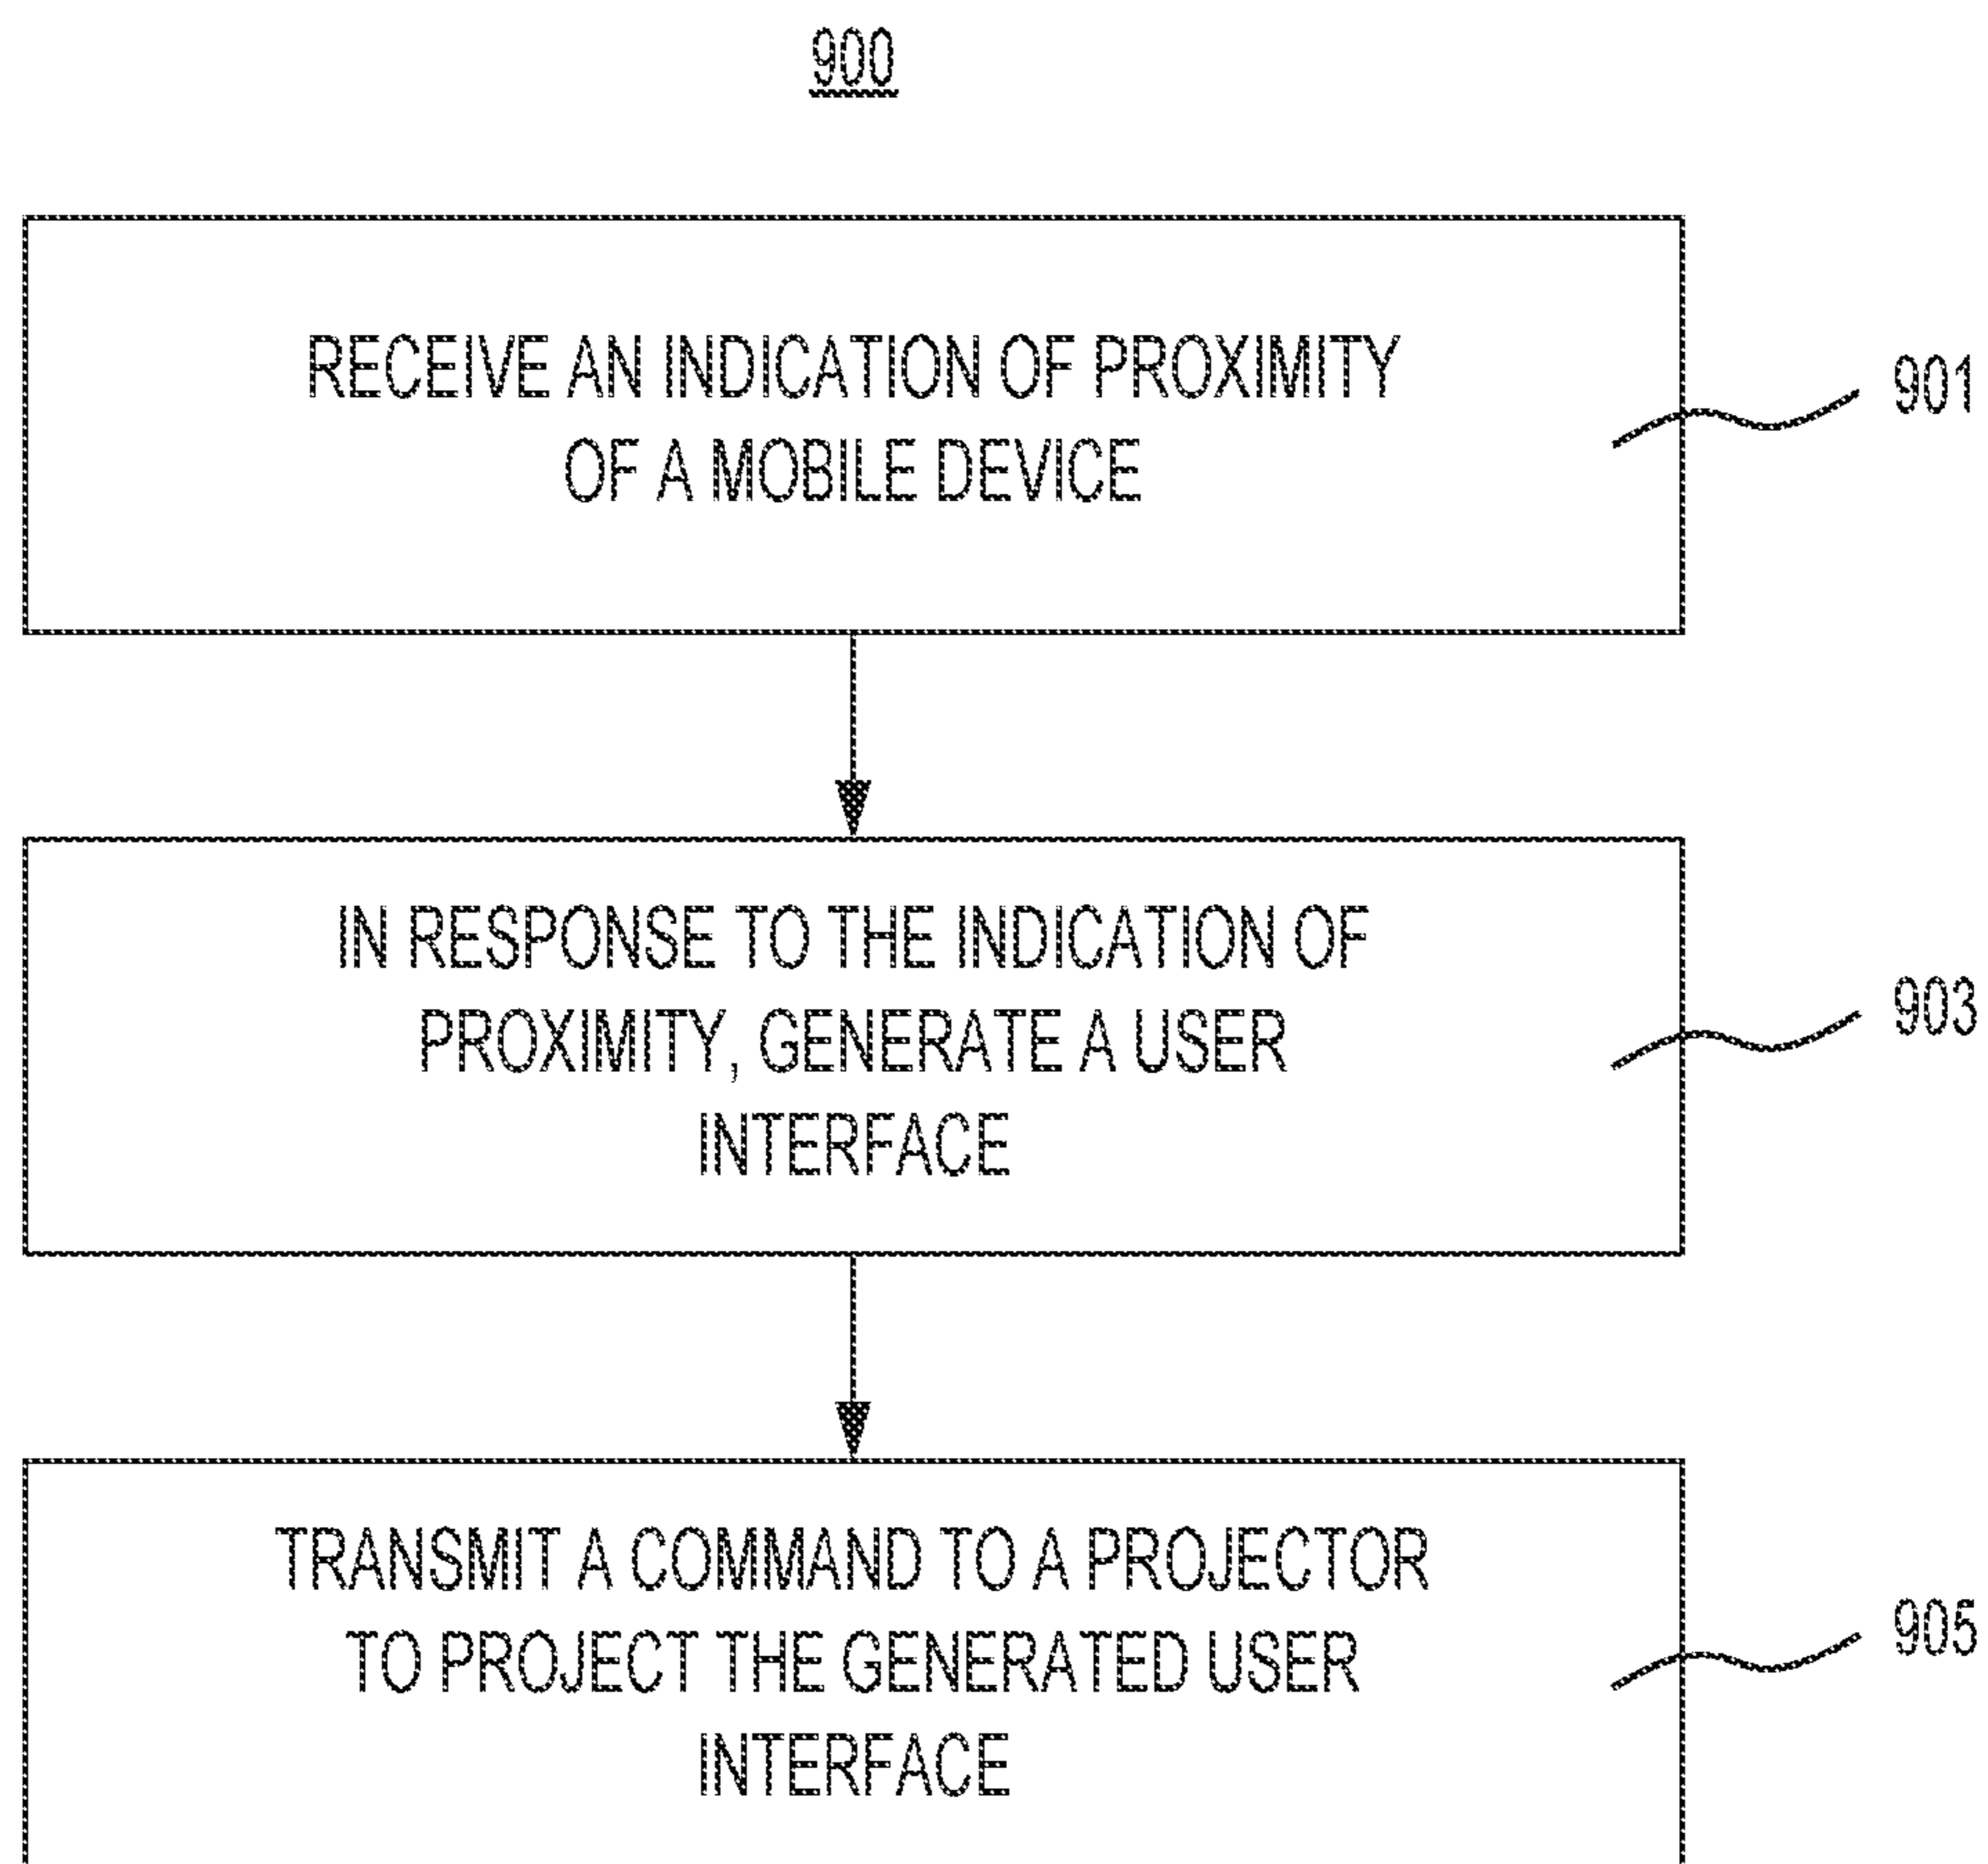 900
RECEIVE AN INDICATION OF PROXIMITY
OF A MOBILE DEVICE
901
IN RESPONSE TO THE INDICATION OF
PROXIMITY, GENERATE A USER
INTERFACE
903
TRANSMIT A COMMAND TO A PROJECTOR
TO PROJECT THE GENERATED USER
INTERFACE
905